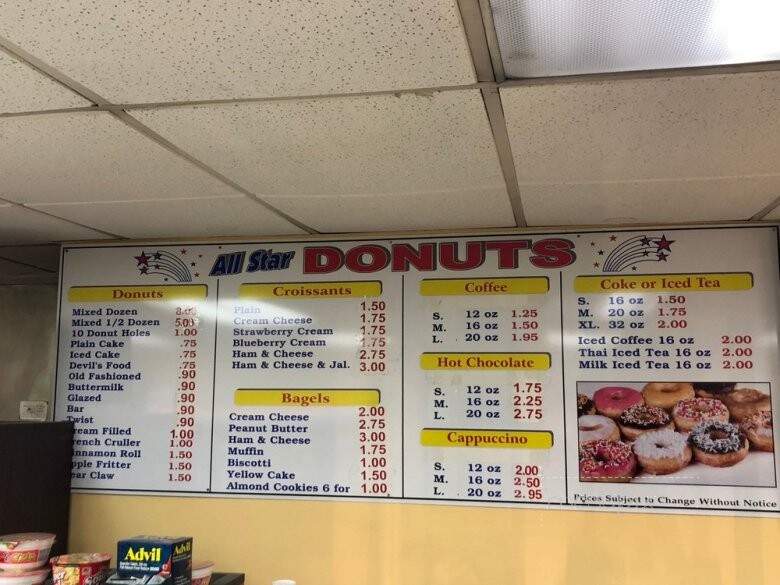 All Star DONUTS
Donuts
Mixed Dozen 8.00
Mixed 1/2 Dozen 5.00
10 Donut Holes 1.00
Plain Cake .75
Iced Cake .75
Devil's Food .75
Old Fashioned .90
Buttermilk .90
Glazed .90
Bar .90
Twist .90
ream Filled 1.00
rench Cruller 1.00
innamon Roll 1.50
pple Fritter 1.50
ear Claw 1.50
Croissants
Plain 1.50
Cream Cheese 1.75
Strawberry Cream 1.75
Blueberry Cream 1.75
Ham & Cheese 2.75
Ham & Cheese & Jal. 3.00
Bagels
Cream Cheese 2.00
Peanut Butter 2.75
Ham & Cheese 3.00
Muffin 1.75
Biscotti 1.00
Yellow Cake 1.50
Almond Cookies 6 for 1.00
Coffee
S. 12 oz 1.25
M. 16 oz 1.50
L. 20 oz 1.95
Hot Chocolate
S. 12 oz 1.75
M. 16 oz 2.25
L. 20 oz 2.75
Cappuccino
S. 12 oz 2.00
M. 16 oz 2.50
L. 20 oz 2.95
Coke or Iced Tea
S. 16 oz 1.50
M. 20 oz 1.75
XL. 32 oz 2.00
Iced Coffee 16 oz 2.00
Thai Iced Tea 16 oz 2.00
Milk Iced Tea 16 oz 2.00
Prices Subject to Change Without Notice
Advil Advil